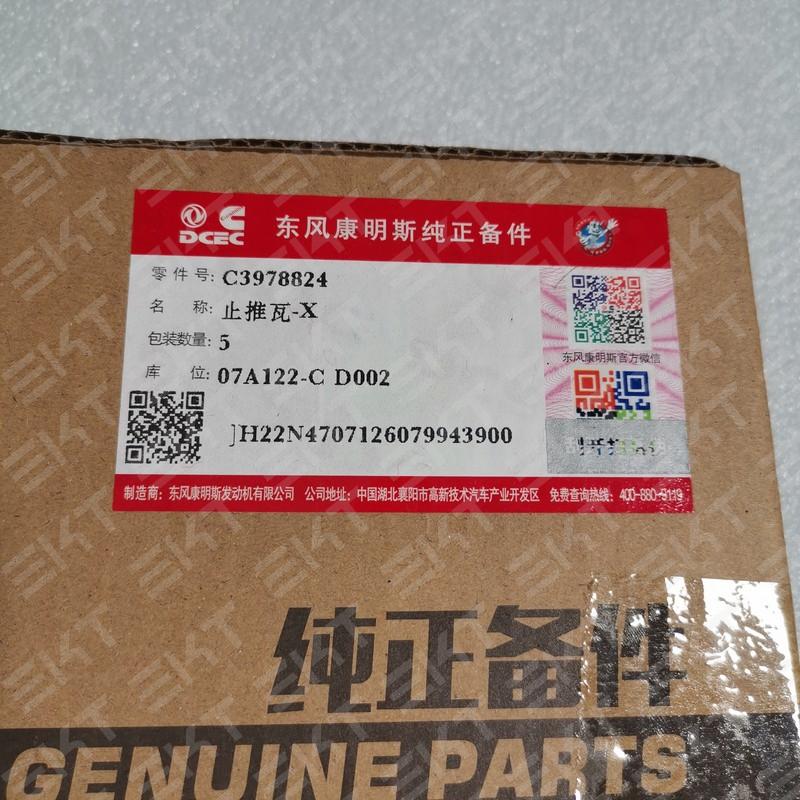 DCEC
东风康明斯纯正备件
零件号: C3978824
名 称: 止推瓦-X
包装数量: 5
库 位: 07A122-C D002
东风康明斯官方微信
JH22N4707126079943900
制造商: 东风康明斯发动机有限公司 公司地址: 中国湖北襄阳市高新技术汽车产业开发区 免费查询热线: 400-880-9119
纯正备件
GENUINE PARTS
EKT